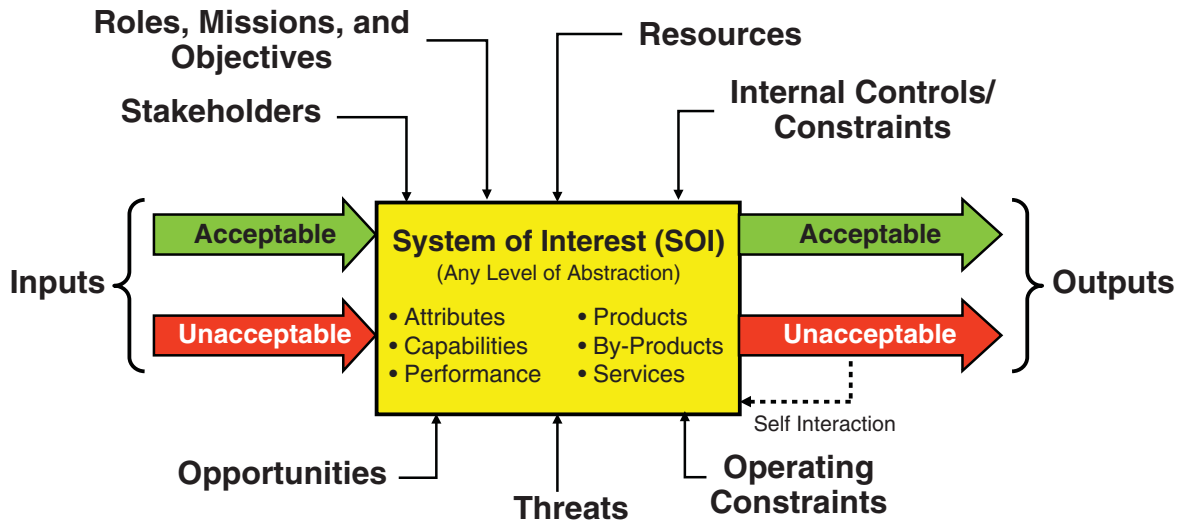 Roles, Missions, and
Objectives
Resources
Stakeholders
Internal Controls/
Constraints
Inputs
Acceptable
Unacceptable
System of Interest (SOI)
(Any Level of Abstraction)
• Attributes
• Capabilities
• Performance
• Products
• By-Products
• Services
Acceptable
Unacceptable
Outputs
Self Interaction
Opportunities
Threats
Operating
Constraints